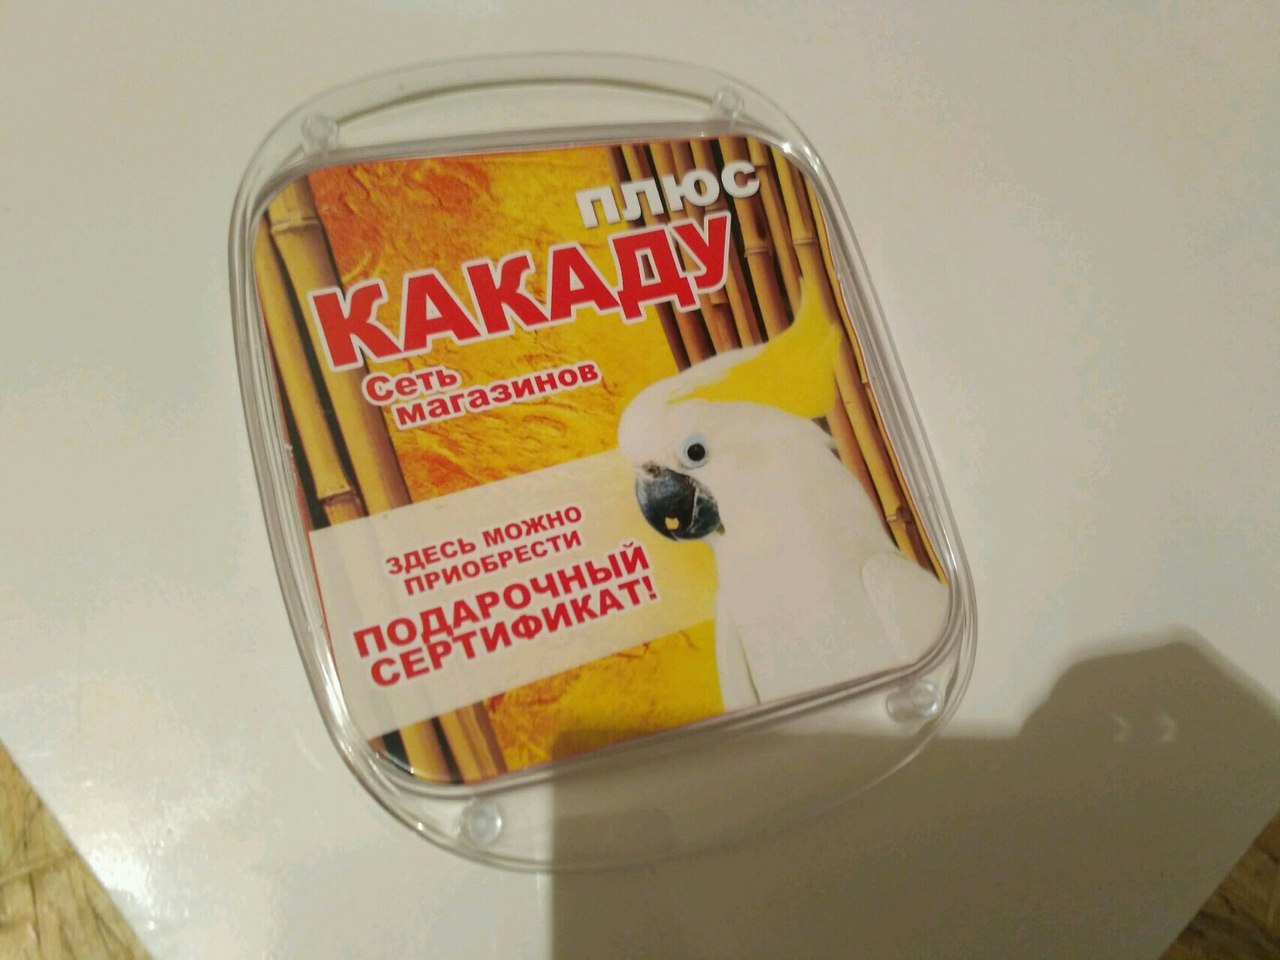 ПЛЮС
КАКАДУ
Сеть
магазинов
ЗДЕСЬ МОЖНО
ПРИОБРЕСТИ
ПОДАРОЧНЫЙ
СЕРТИФИКАТ!